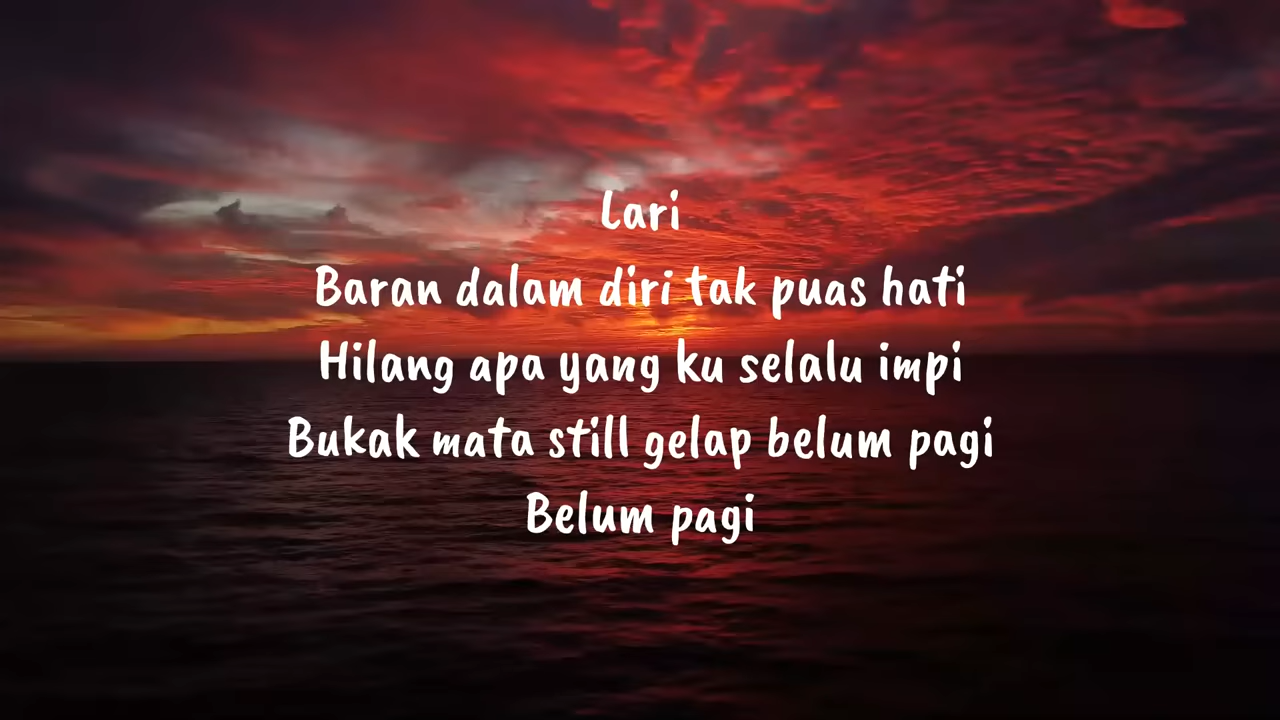 Lari
Baran dalam diri tak puas hati
Hilang apa yang ku selalu impi
Bukak mata still gelap belum pagi
Belum pagi